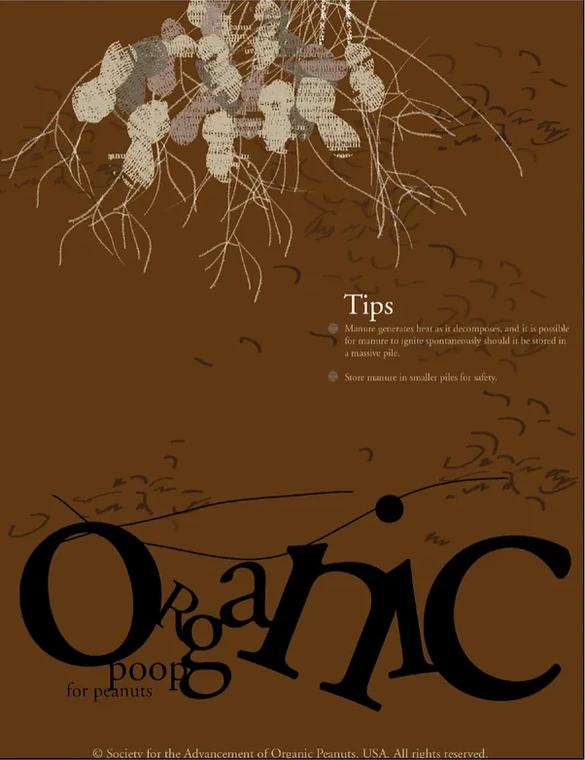 Tips
Manure generates heat as it decomposes, and it is possible
for manure to ignite spontaneously should it be stored in
a massive pile.
Store manure in smaller piles for safety.
OrganiC
poop
for peanuts
© Society for the Advancement of Organic Peanuts, USA. All rights reserved.